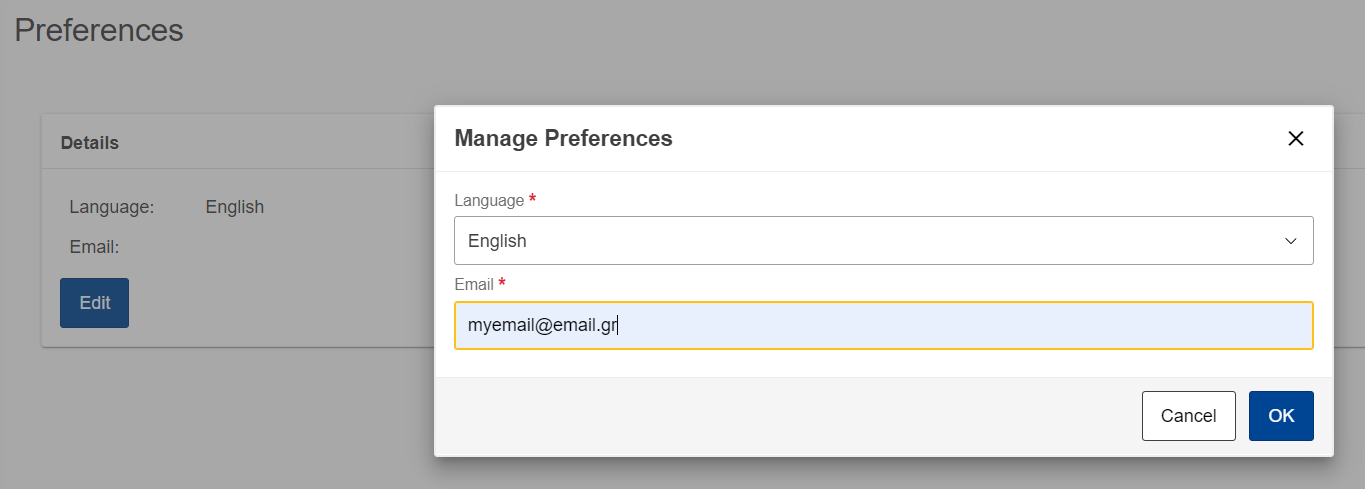 Preferences
Details
Language: English
Email:
Edit
Manage Preferences
Language *
English
Email *
myemail@email.gr
Cancel
OK